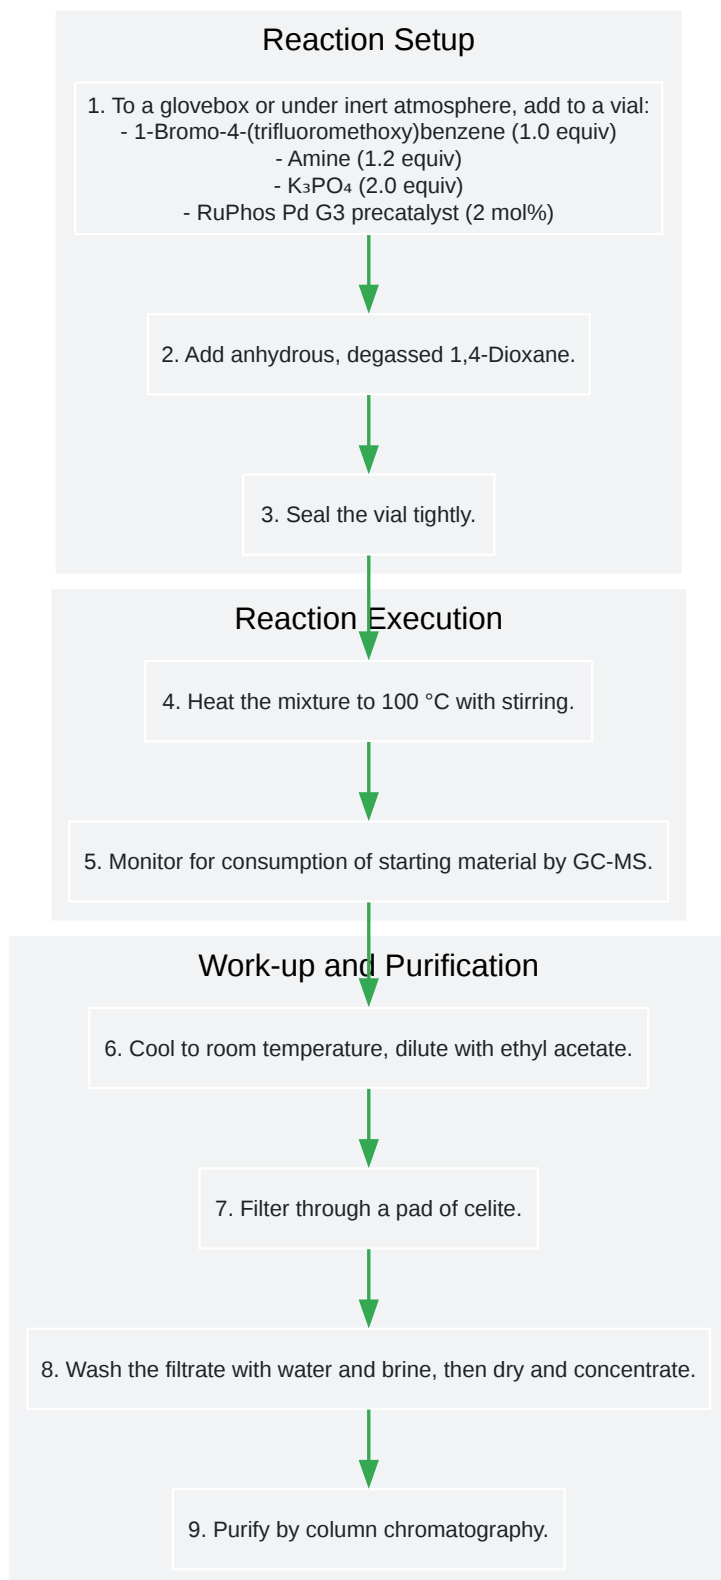 Reaction Setup
1. To a glovebox or under inert atmosphere, add to a vial:
- 1-Bromo-4-(trifluoromethoxy)benzene (1.0 equiv)
- Amine (1.2 equiv)
- K₃PO₄ (2.0 equiv)
- RuPhos Pd G3 precatalyst (2 mol%)
2. Add anhydrous, degassed 1,4-Dioxane.
3. Seal the vial tightly.
Reaction Execution
4. Heat the mixture to 100 °C with stirring.
5. Monitor for consumption of starting material by GC-MS.
Work-up and Purification
6. Cool to room temperature, dilute with ethyl acetate.
7. Filter through a pad of celite.
8. Wash the filtrate with water and brine, then dry and concentrate.
9. Purify by column chromatography.